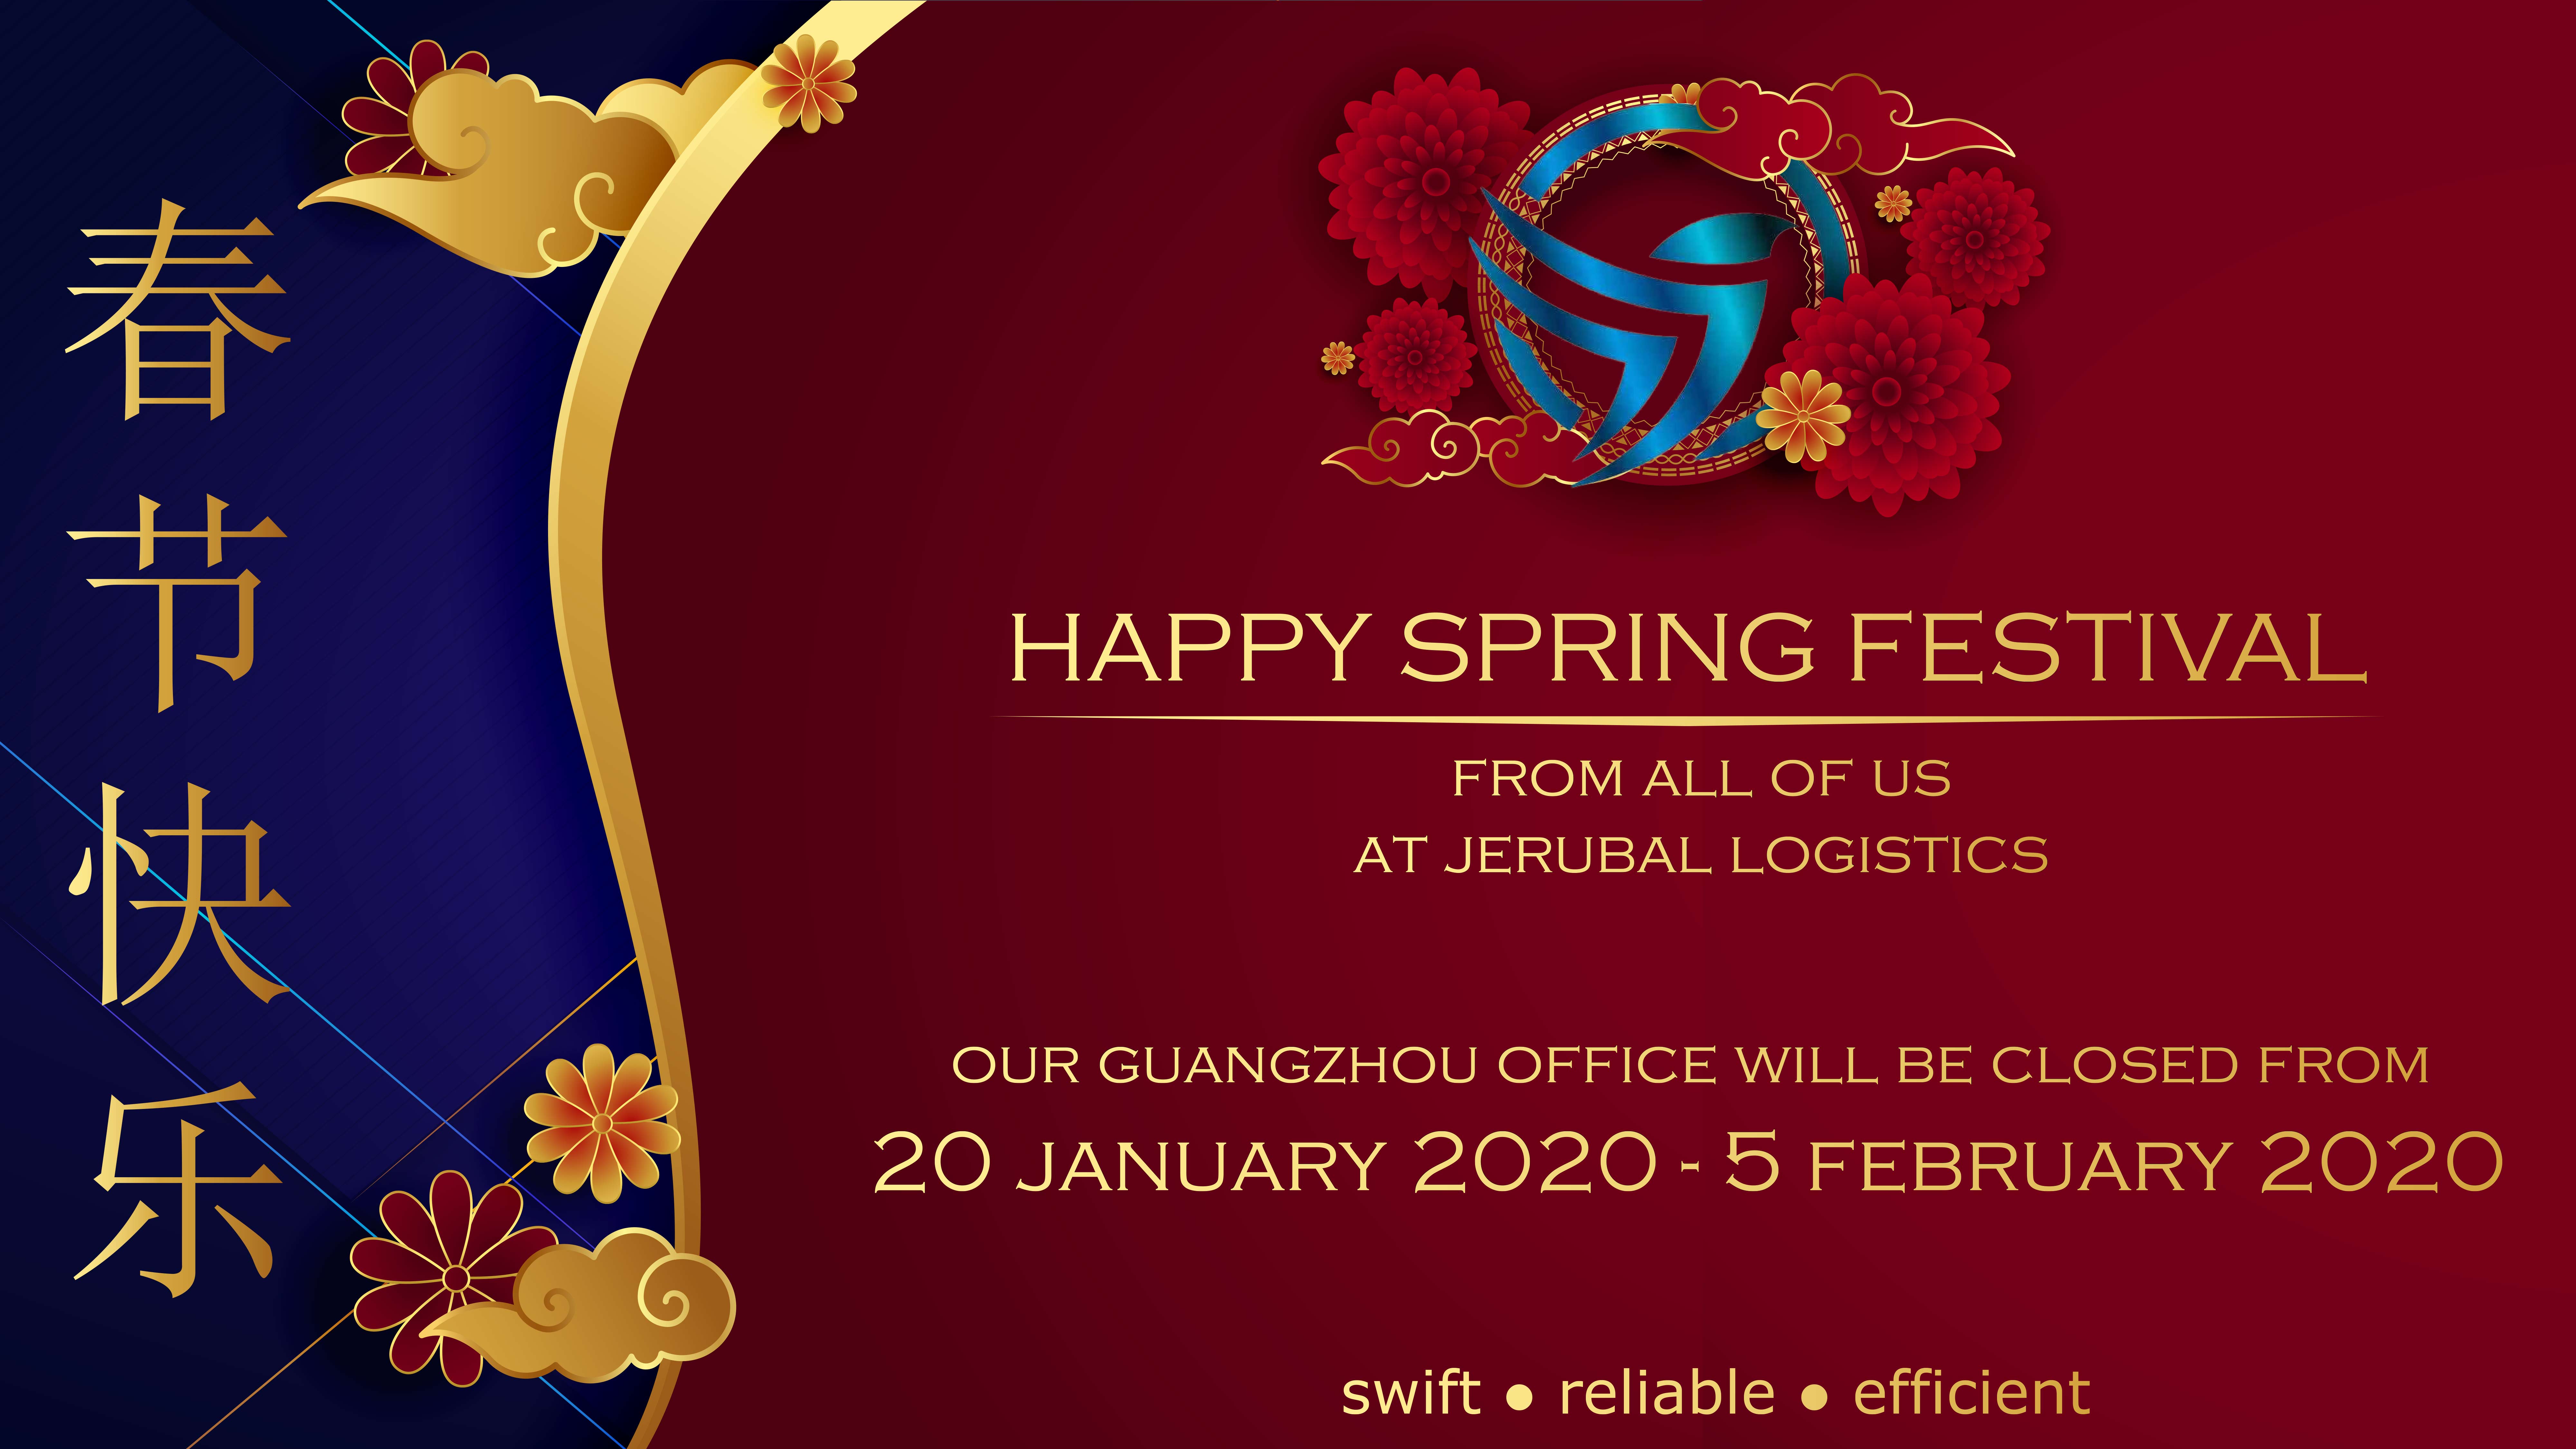 春节快乐
HAPPY SPRING FESTIVAL
FROM ALL OF US
AT JERUBAL LOGISTICS
OUR GUANGZHOU OFFICE WILL BE CLOSED FROM
20 JANUARY 2020 - 5 FEBRUARY 2020
swift ● reliable ● efficient